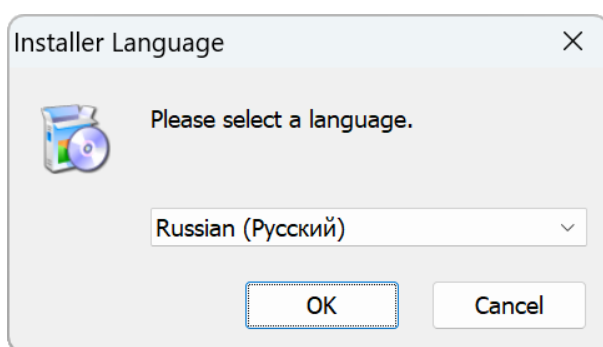 Installer Language
Please select a language.
Russian (Русский)
OK Cancel